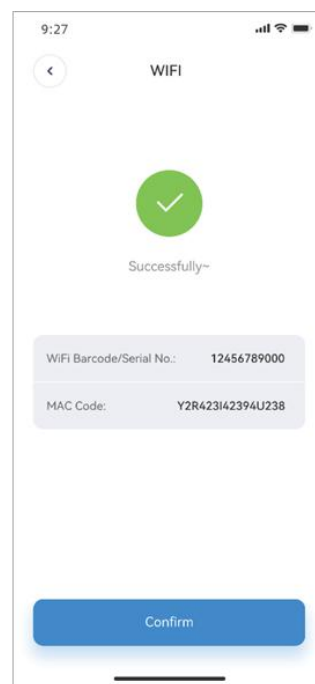 9:27
WIFI
Successfully~
WiFi Barcode/Serial No.: 12456789000
MAC Code: Y2R423I42394U238
Confirm